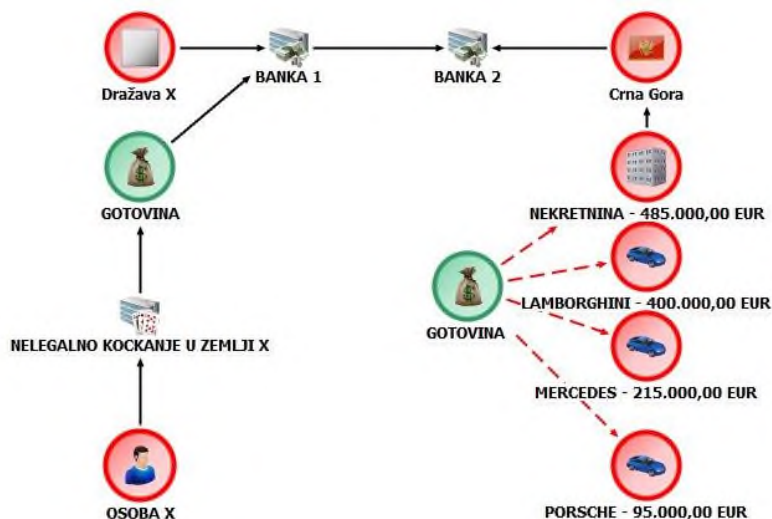 Dražava X
BANKA 1
BANKA 2
Crna Gora
GOTOVINA
NEKRETNINA - 485.000,00 EUR
LAMBORGHINI - 400.000,00 EUR
GOTOVINA
NELEGALNO KOCKANJE U ZEMLJI X
MERCEDES - 215.000,00 EUR
OSOBA X
PORSCHE - 95.000,00 EUR